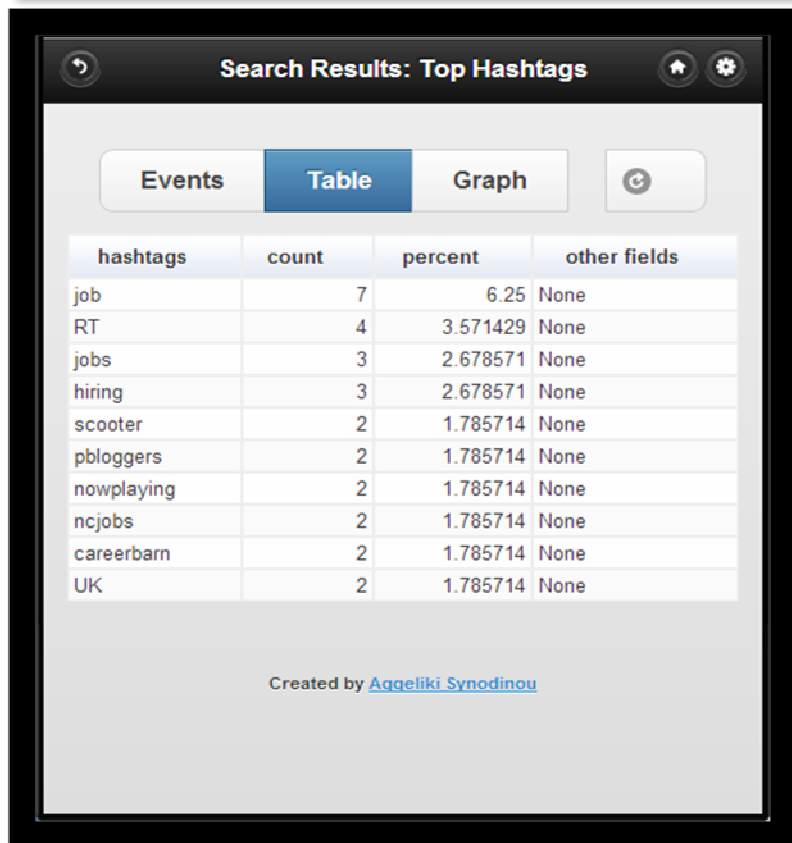 Search Results: Top Hashtags
Events Table Graph
hashtags count percent other fields
job 7 6.25 None
RT 4 3.571429 None
jobs 3 2.678571 None
hiring 3 2.678571 None
scooter 2 1.785714 None
pbloggers 2 1.785714 None
nowplaying 2 1.785714 None
ncjobs 2 1.785714 None
careerbarn 2 1.785714 None
UK 2 1.785714 None
Created by Aggeliki Synodinou